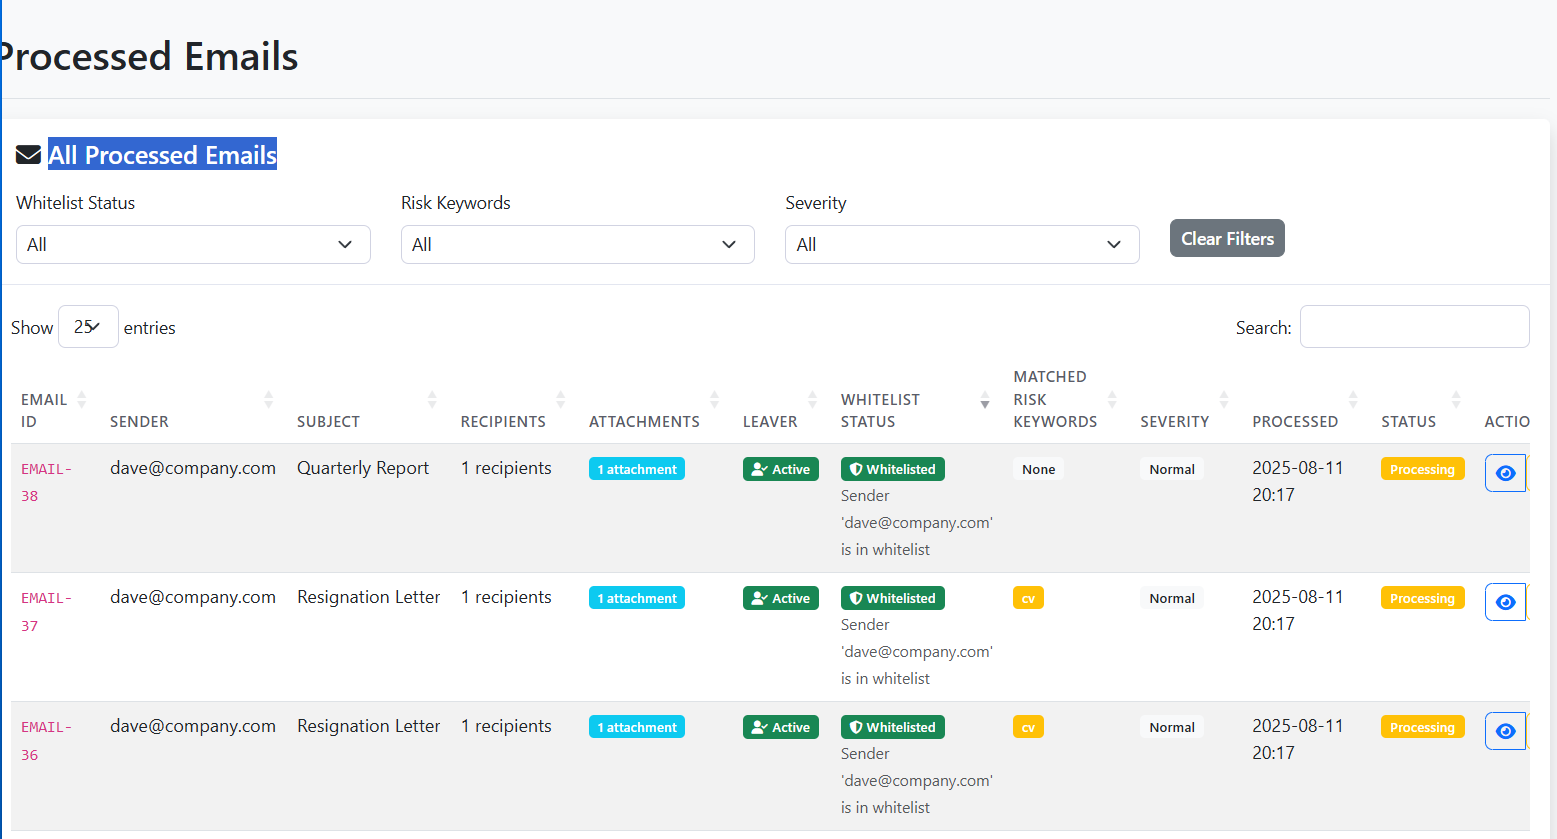 Processed Emails
All Processed Emails
Whitelist Status
Risk Keywords
Severity
All
All
All
Clear Filters
Show 25 entries
Search:
EMAIL ID
SENDER
SUBJECT
RECIPIENTS
ATTACHMENTS
LEAVER
WHITELIST STATUS
MATCHED RISK KEYWORDS
SEVERITY
PROCESSED
STATUS
ACTIO
EMAIL-38
dave@company.com
Quarterly Report
1 recipients
1 attachment
Active
Whitelisted
Sender
'dave@company.com'
is in whitelist
None
Normal
2025-08-11
20:17
Processing
EMAIL-37
dave@company.com
Resignation Letter
1 recipients
1 attachment
Active
Whitelisted
Sender
'dave@company.com'
is in whitelist
cv
Normal
2025-08-11
20:17
Processing
EMAIL-36
dave@company.com
Resignation Letter
1 recipients
1 attachment
Active
Whitelisted
Sender
'dave@company.com'
is in whitelist
cv
Normal
2025-08-11
20:17
Processing